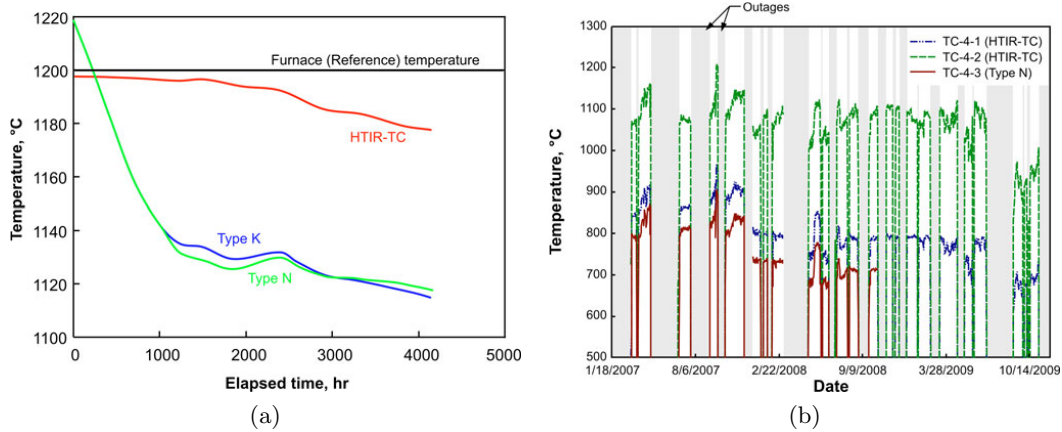 1220
1200
1180
1160
1140
1120
1100
Temperature, °C
Furnace (Reference) temperature
HTIR-TC
Type K
Type N
0 1000 2000 3000 4000 5000
Elapsed time, hr
(a)
Outages
1300
1200
1100
1000
900
800
700
600
500
Temperature, °C
TC-4-1 (HTIR-TC)
TC-4-2 (HTIR-TC)
TC-4-3 (Type N)
1/18/2007 8/6/2007 2/22/2008 9/9/2008 3/28/2009 10/14/2009
Date
(b)